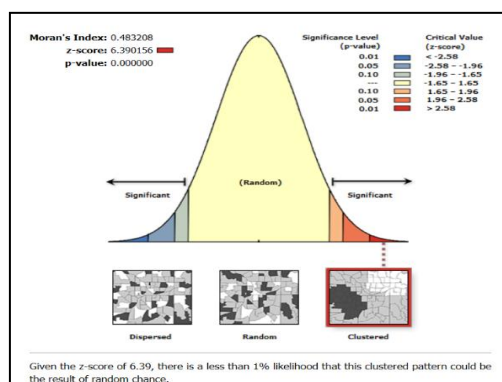 Moran's Index: 0.483208
z-score: 6.390156
p-value: 0.000000
Significance Level
(p-value)
Critical Value
(z-score)
0.01 < -2.58
0.05 -2.58 - -1.96
0.10 -1.96 - -1.65
--- -1.65 - 1.65
0.10 1.65 - 1.96
0.05 1.96 - 2.58
0.01 > 2.58
Significant
(Random)
Significant
Dispersed
Random
Clustered
Given the z-score of 6.39, there is a less than 1% likelihood that this clustered pattern could be
the result of random chance.